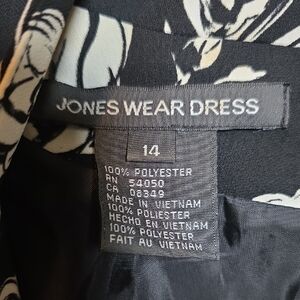 JONES WEAR DRESS
14
100% POLYESTER
RN 54050
CA 08349
MADE IN VIETNAM
100% POLIESTER
HECHO EN VIETNAM
100% POLYESTER
FAIT AU VIETNAM